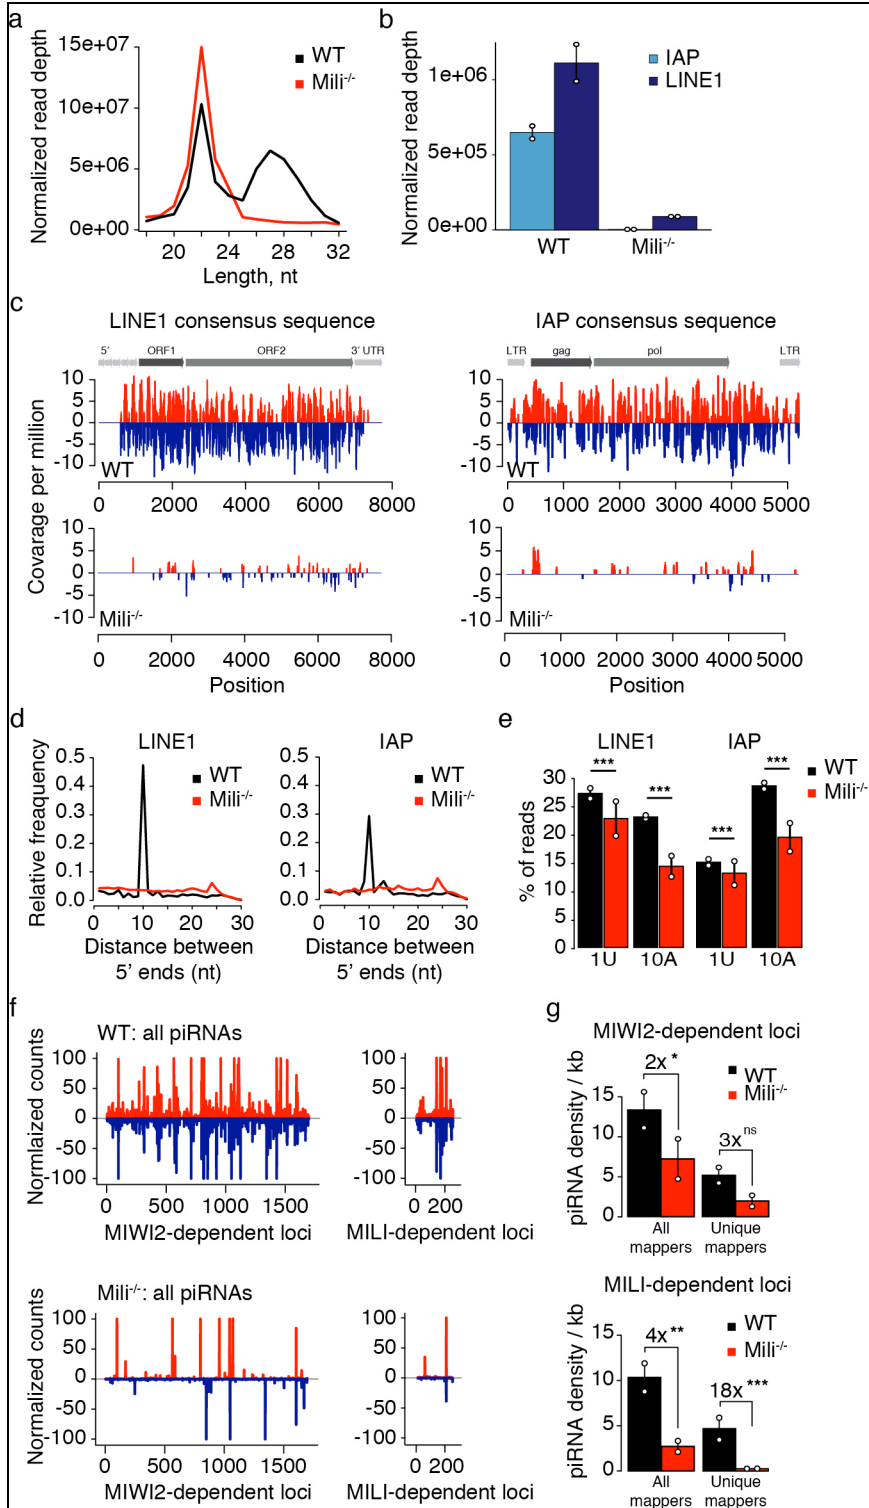 a
Normalized read depth
15e+07
10e+07
5e+06
0e+00
WT
Mili-/-
20 24 28 32
Length, nt
b
Normalized read depth
1e+06
5e+05
0e+00
IAP
LINE1
WT Mili-/-
c
Covarage per million
LINE1 consensus sequence
5' ORF1 ORF2 3' UTR
10
5
0
-5
-10
WT
0 2000 4000 6000 8000
10
5
0
-5
-10
Mili-/-
0 2000 4000 6000 8000
Position
IAP consensus sequence
LTR gag pol LTR
10
5
0
-5
-10
WT
0 1000 2000 3000 4000 5000
10
5
0
-5
-10
Mili-/-
0 1000 2000 3000 4000 5000
Position
d
Relative freaquency
LINE1
0.5
0.4
0.3
0.2
0.1
0.0
WT
Mili-/-
0 10 20 30
Distance between
5' ends (nt)
IAP
0.5
0.4
0.3
0.2
0.1
0.0
WT
Mili-/-
0 10 20 30
Distance between
5' ends (nt)
e
% of reads
LINE1 IAP
WT
Mili-/-
30
25
20
15
10
5
0
*** *** *** ***
1U 10A 1U 10A
f
WT: all piRNAs
Normlaized counts
100
50
0
-50
-100
0 500 1000 1500
MIWI2-dependent loci
100
50
0
-50
-100
0 200
MILI-dependent loci
Mili-/-: all piRNAs
Normalized counts
100
50
0
-50
-100
0 500 1000 1500
MIWI2-dependent loci
100
50
0
-50
-100
0 200
MILI-dependent loci
g
MIWI2-dependent loci
piRNA density / kb
WT
Mili-/-
2x *
3x ns
15
10
5
0
All Unique
mappers mappers
MILI-dependent loci
piRNA density / kb
WT
Mili-/-
4x **
18x ***
15
10
5
0
All Unique
mappers mappers